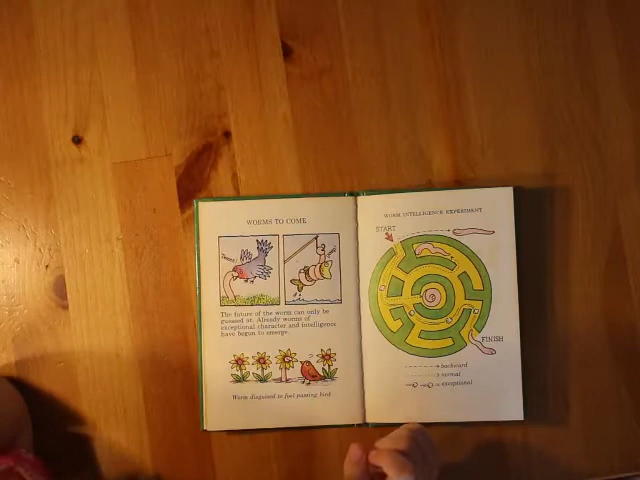 WORMS TO COME
The future of the worm can only be
guessed at. Already worms of
exceptional character and intelligence
have begun to emerge.
Worm disguised to fool passing bird
WORM INTELLIGENCE EXPERIMENT
START
FINISH
backward
normal
exceptional